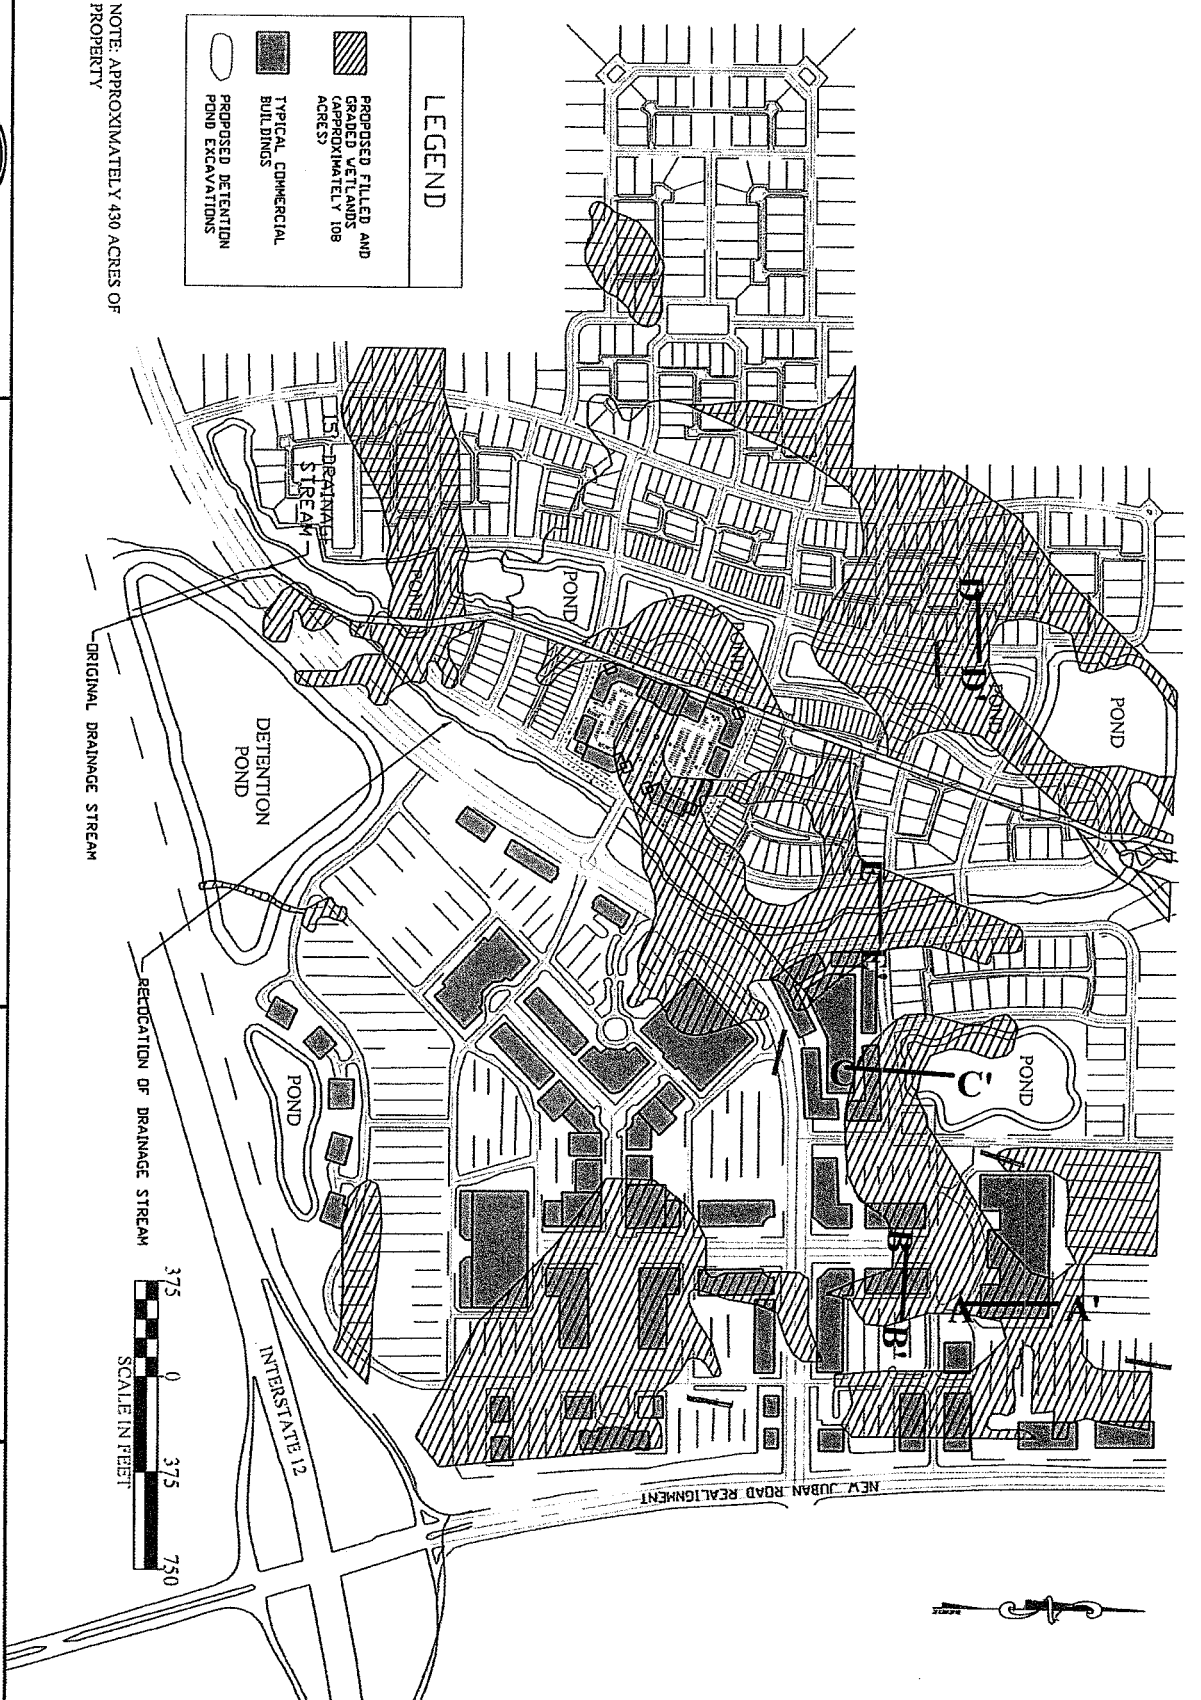 LEGEND
PROPOSED FILLED AND
GRADED WETLANDS
(APPROXIMATELY 108
ACRES)
TYPICAL COMMERCIAL
BUILDINGS
PROPOSED DETENTION
POND EXCAVATIONS
NOTE: APPROXIMATELY 430 ACRES OF
PROPERTY
15' DRAINAGE
STREAM
POND
POND
POND
POND
POND
D
D'
E
E'
POND
C
C'
B
B'
A
A'
DETENTION
POND
POND
ORIGINAL DRAINAGE STREAM
RELOCATION OF DRAINAGE STREAM
INTERSTATE 12
NEW JUBAN ROAD REALIGNMENT
375 0 375 750
SCALE IN FEET